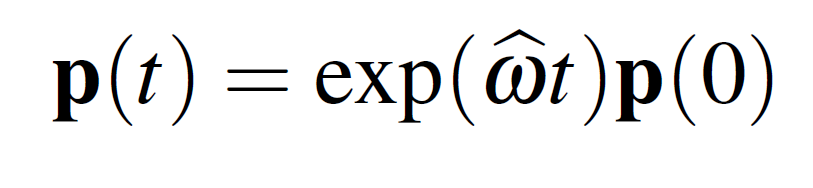 𝐩(t) = exp(𝛚̂t)𝐩(0)